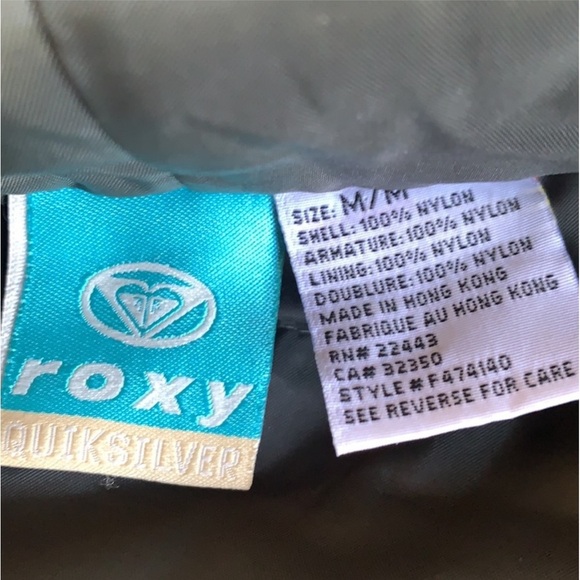 roxy
QUIKSILVER
SIZE: M/M
SHELL: 100% NYLON
ARMATURE: 100% NYLON
LINING: 100% NYLON
DOUBLURE: 100% NYLON
MADE IN HONG KONG
FABRIQUE AU HONG KONG
RN# 22443
CA# 32350
STYLE# F474140
SEE REVERSE FOR CARE